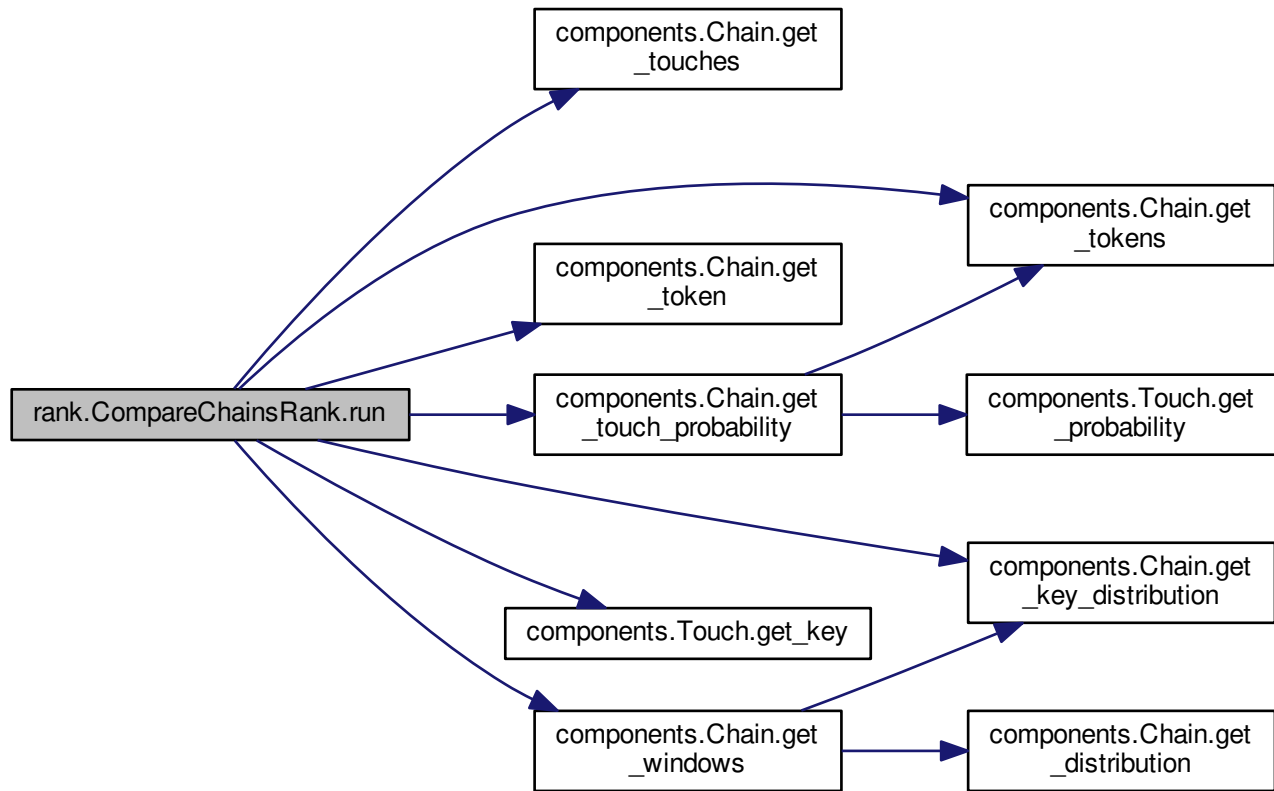 components.Chain.get
_touches
components.Chain.get
_tokens
components.Chain.get
_token
rank.CompareChainsRank.run
components.Chain.get
_touch_probability
components.Touch.get
_probability
components.Chain.get
_key_distribution
components.Touch.get_key
components.Chain.get
_windows
components.Chain.get
_distribution